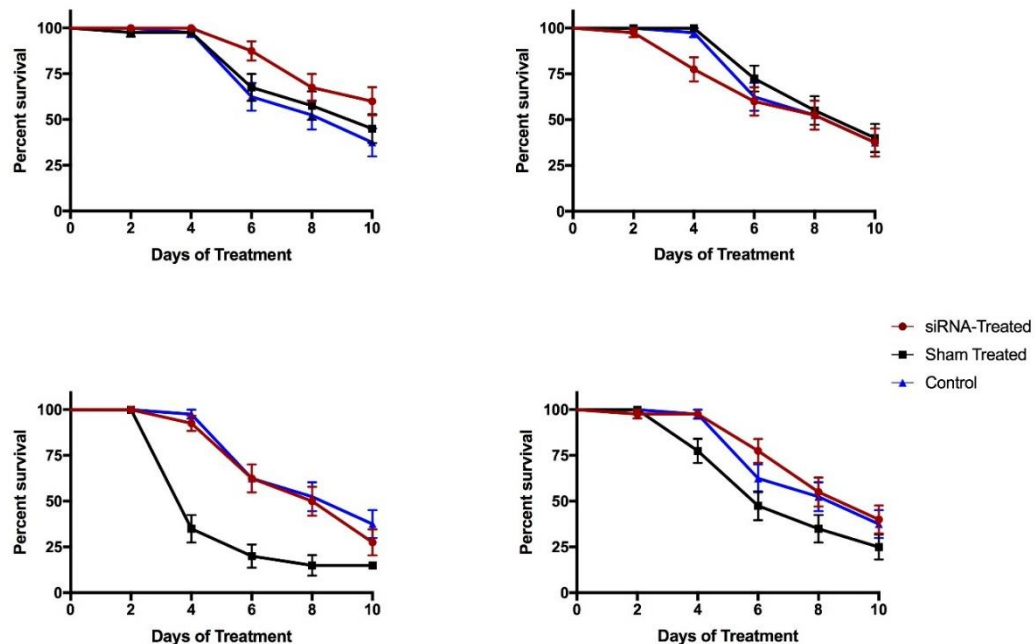 100
75
50
25
0
Percent survival
0 2 4 6 8 10
Days of Treatment
100
75
50
25
0
Percent survival
0 2 4 6 8 10
Days of Treatment
siRNA-Treated
Sham Treated
Control
100
75
50
25
0
Percent survival
0 2 4 6 8 10
Days of Treatment
100
75
50
25
0
Percent survival
0 2 4 6 8 10
Days of Treatment